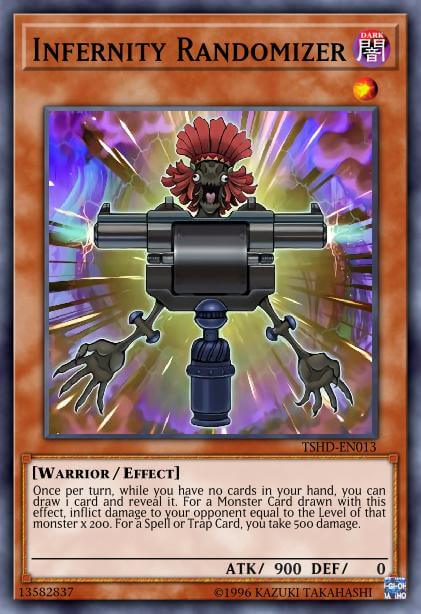 INFERNITY RANDOMIZER
DARK
闇
TSHD-EN013
[WARRIOR / EFFECT]
Once per turn, while you have no cards in your hand, you can
draw 1 card and reveal it. For a Monster Card drawn with this
effect, inflict damage to your opponent equal to the Level of that
monster x 200. For a Spell or Trap Card, you take 500 damage.
ATK/ 900 DEF/ 0
13582837
©1996 KAZUKI TAKAHASHI